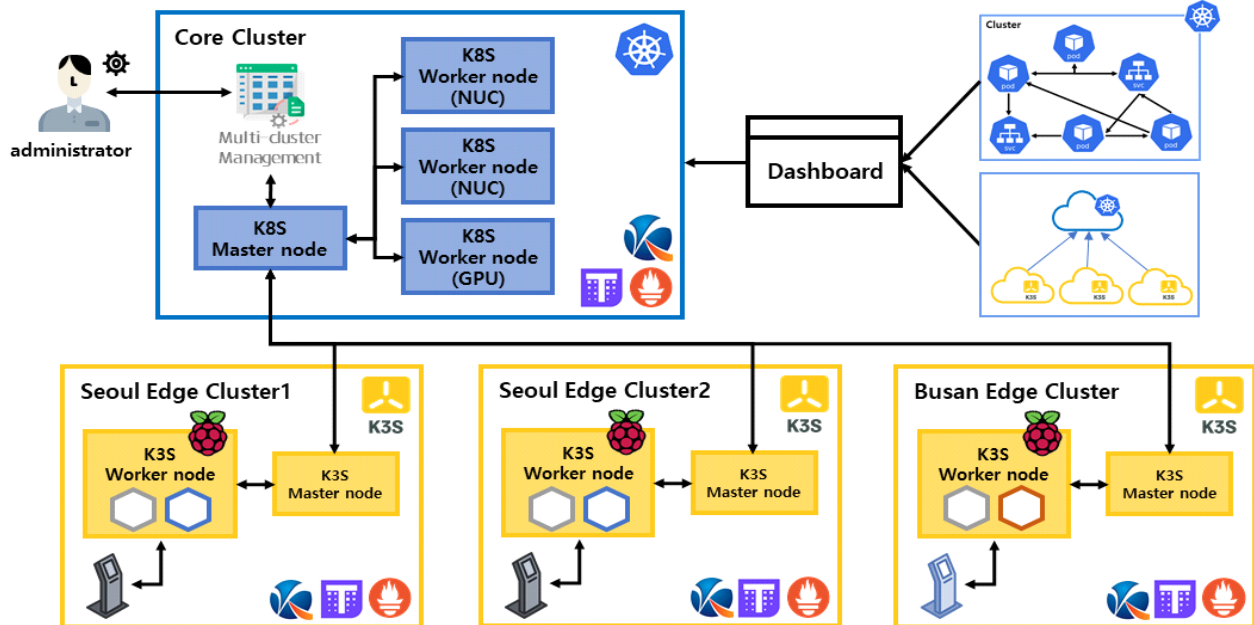 Core Cluster
administrator
Multi-cluster
Management
K8S
Master node
K8S
Worker node
(NUC)
K8S
Worker node
(NUC)
K8S
Worker node
(GPU)
Dashboard
Cluster
pod
pod
svc
svc
pod
pod
K3S
K3S
K3S
Seoul Edge Cluster1
K3S
K3S
Worker node
K3S
Master node
Seoul Edge Cluster2
K3S
K3S
Worker node
K3S
Master node
Busan Edge Cluster
K3S
K3S
Worker node
K3S
Master node